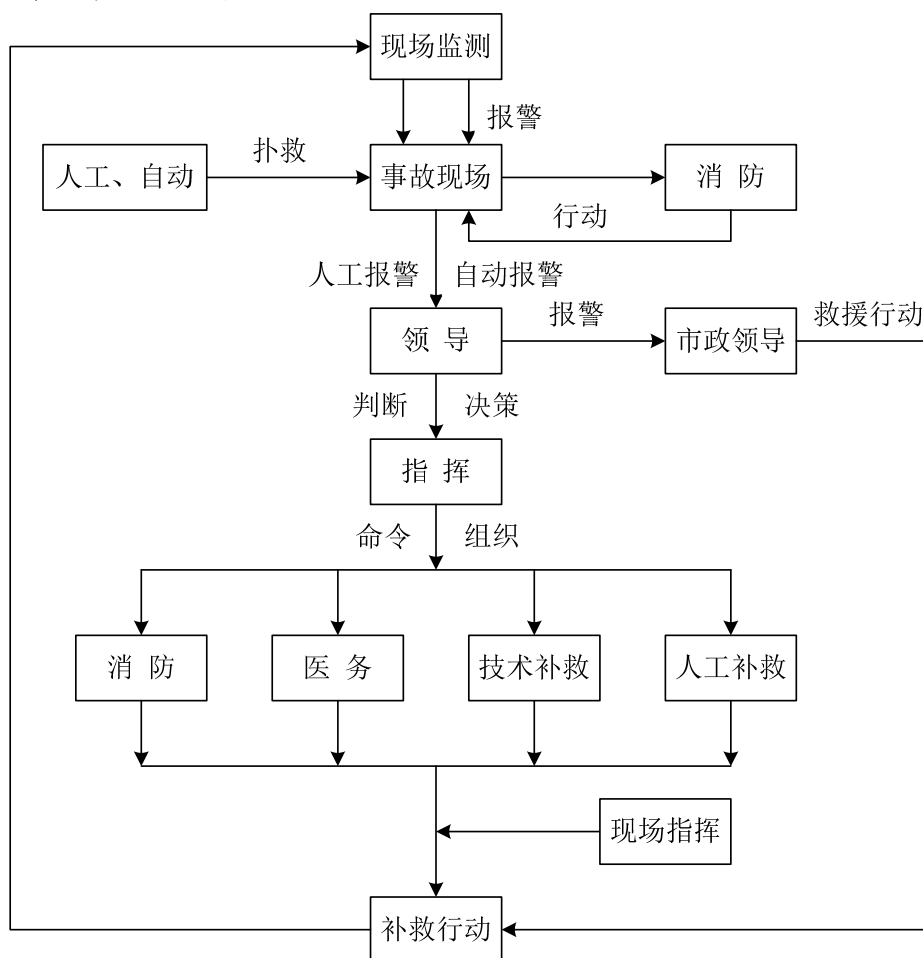 现场监测
报警
人工、自动
扑救
事故现场
消 防
行动
人工报警
自动报警
领 导
报警
市政领导
救援行动
判断
决策
指 挥
命令
组织
消 防
医 务
技术补救
人工补救
现场指挥
补救行动